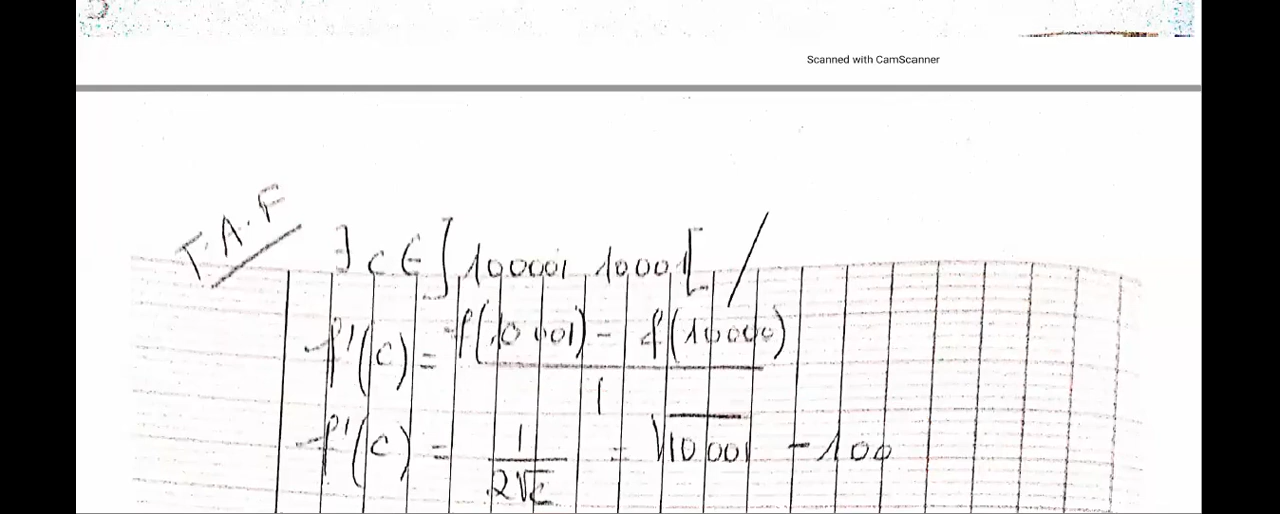 Scanned with CamScanner
T.A.F
∃ c ∈ ]10000, 10001[ /
f'(c) = f(10001) - f(10000) / 1
f'(c) = 1 / 2√c = √10001 - 100